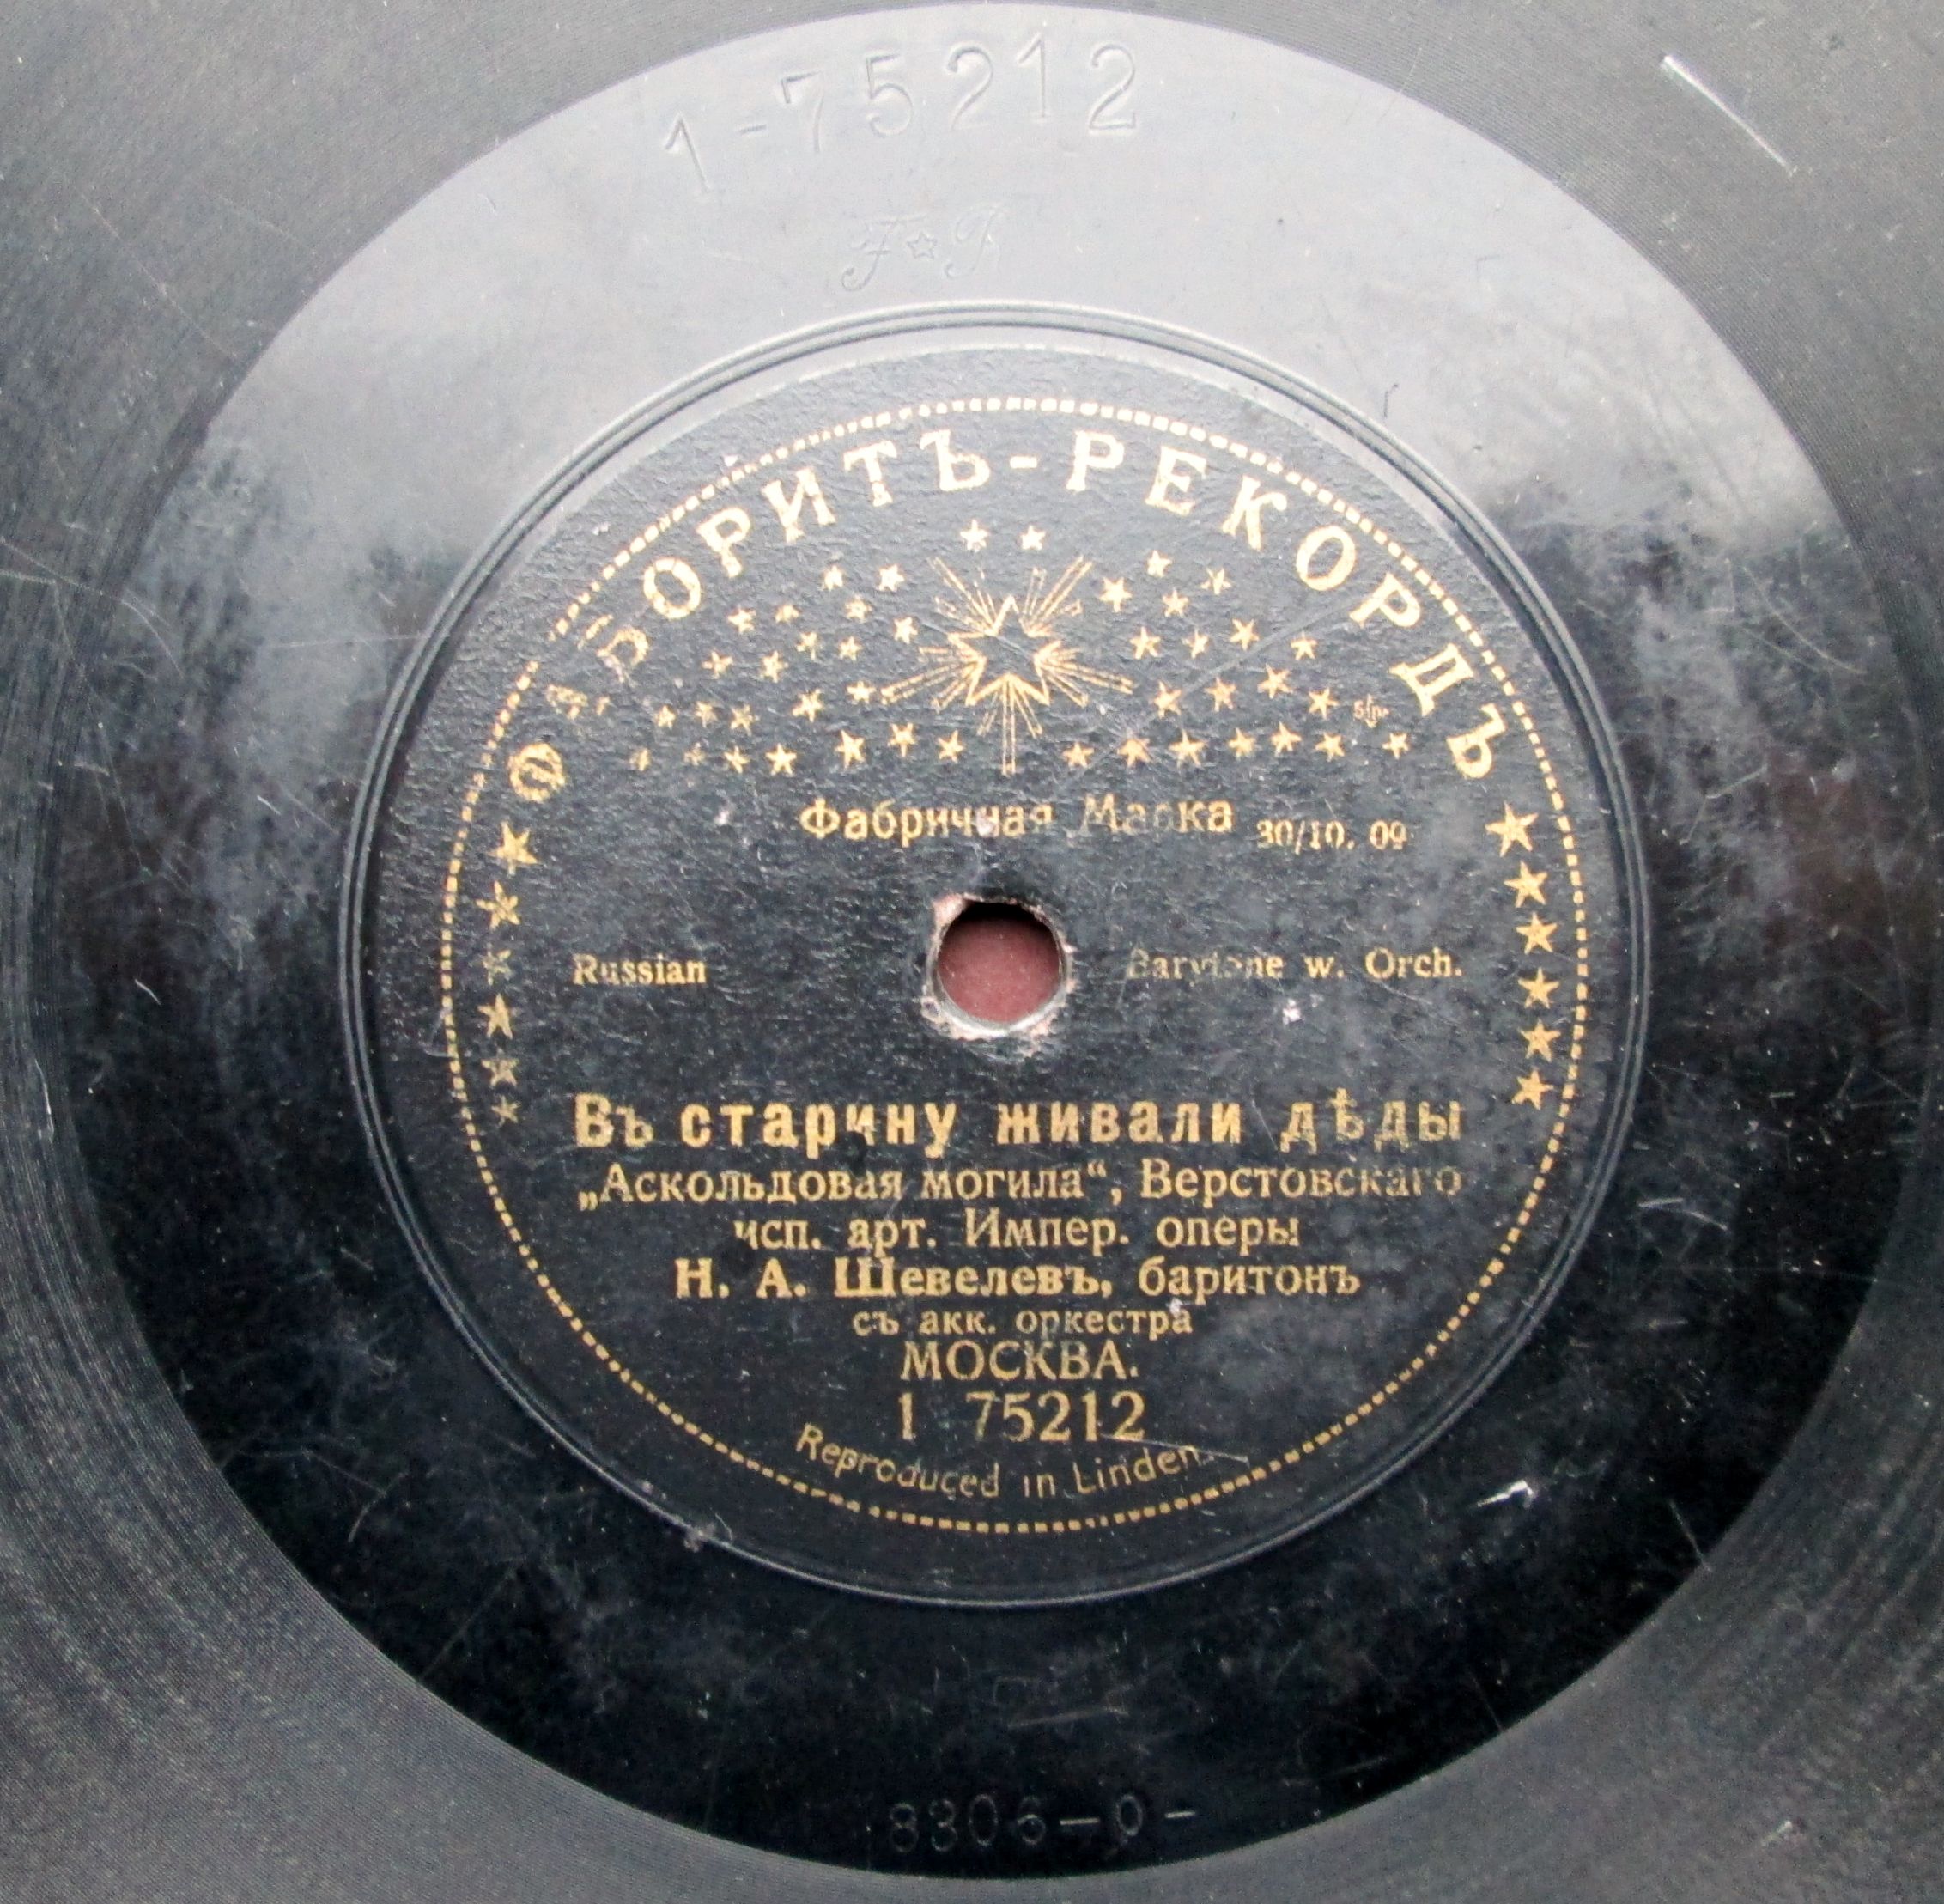 1-75212
F☆R
ФАВОРИТЪ-РЕКОРДЪ
Фабричная Марка 30/10. 09
Russian
Barytone w. Orch.
Въ старину живали дѣды
„Аскольдовая могила“, Верстовскаго
исп. арт. Импер. оперы
Н. А. Шевелевъ, баритонъ
съ акк. оркестра
МОСКВА.
1 75212
Reproduced in Linden
8306-o-